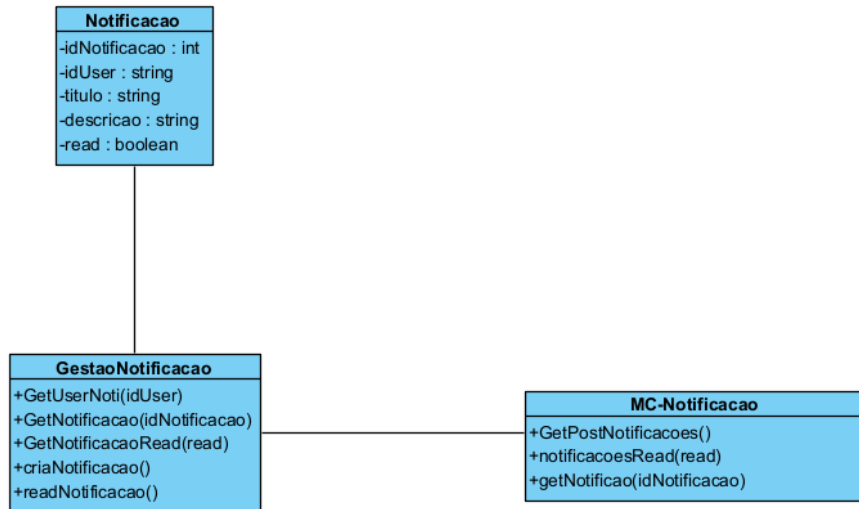 Notificacao
-idNotificacao : int
-idUser : string
-titulo : string
-descricao : string
-read : boolean
GestaoNotificacao
+GetUserNoti(idUser)
+GetNotificacao(idNotificacao)
+GetNotificacaoRead(read)
+criaNotificacao()
+readNotificacao()
MC-Notificacao
+GetPostNotificacoes()
+notificacoesRead(read)
+getNotificao(idNotificacao)